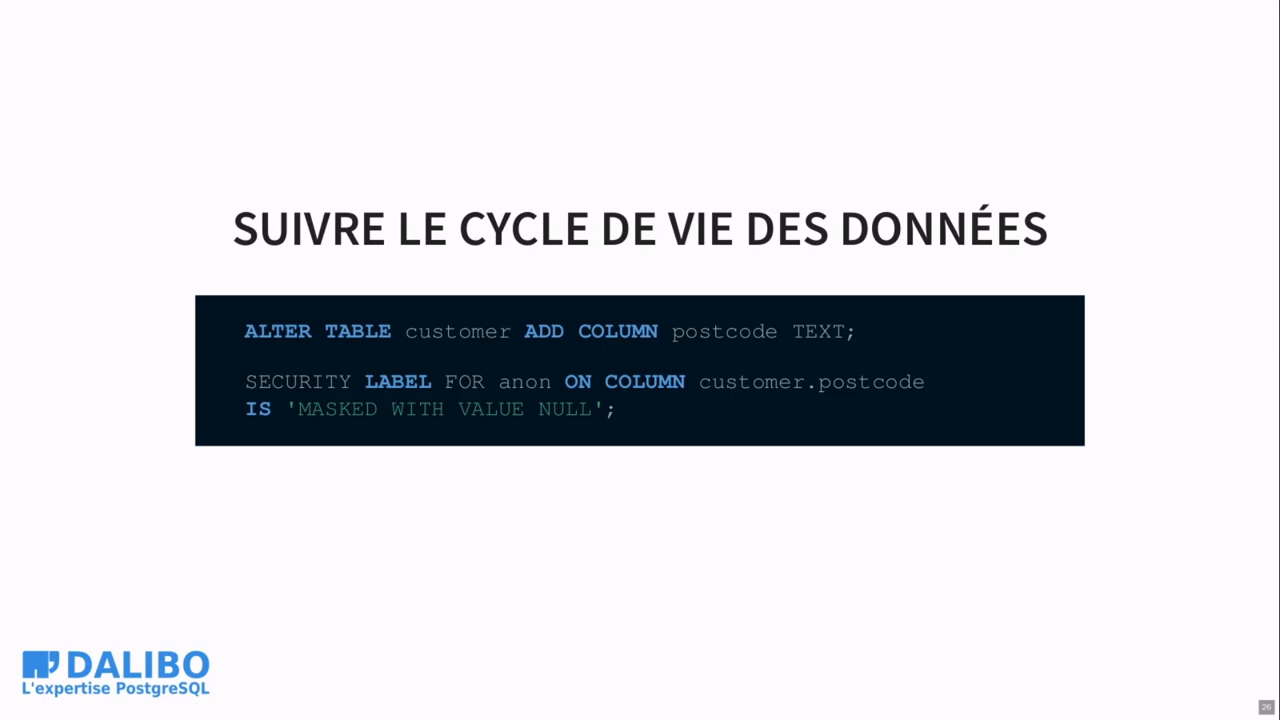 SUIVRE LE CYCLE DE VIE DES DONNÉES
ALTER TABLE customer ADD COLUMN postcode TEXT;
SECURITY LABEL FOR anon ON COLUMN customer.postcode
IS 'MASKED WITH VALUE NULL';
DALIBO
L'expertise PostgreSQL
26